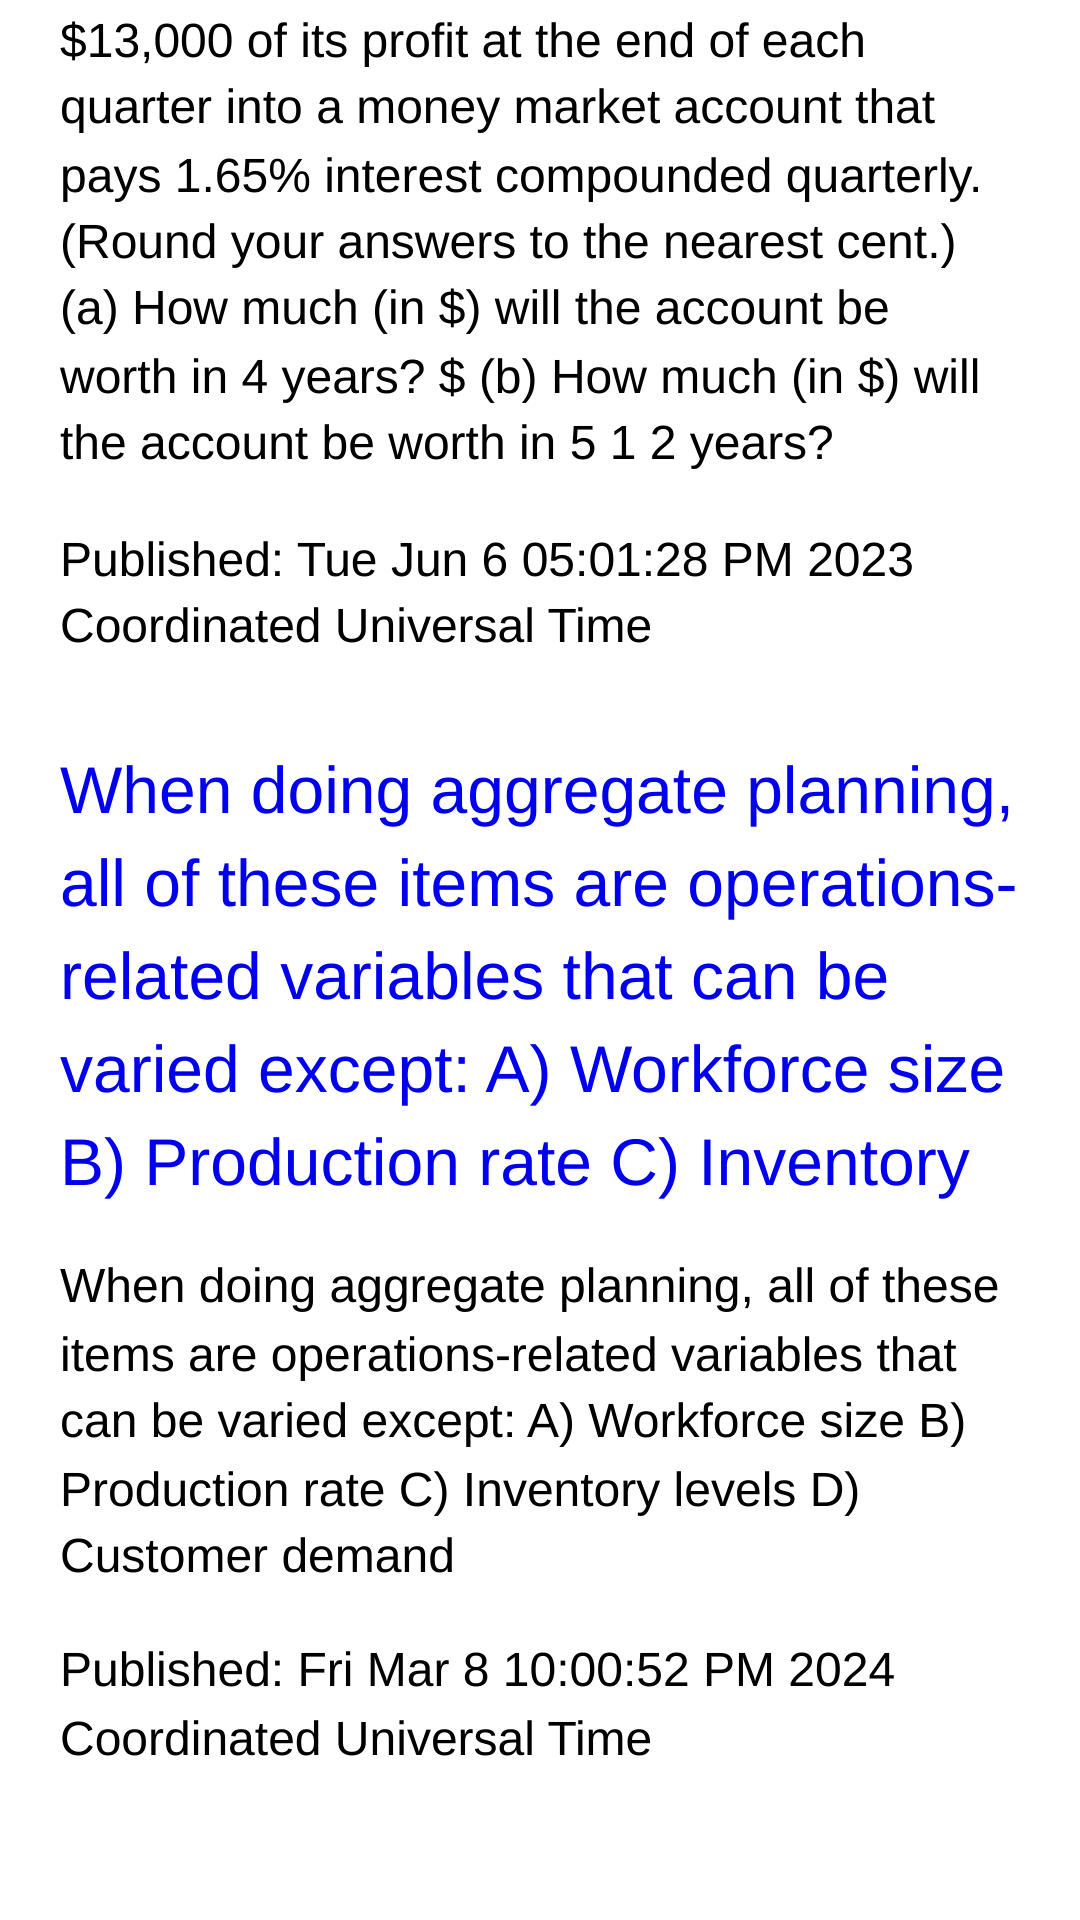 $13,000 of its profit at the end of each
quarter into a money market account that
pays 1.65% interest compounded quarterly.
(Round your answers to the nearest cent.)
(a) How much (in $) will the account be
worth in 4 years? $ (b) How much (in $) will
the account be worth in 5 1 2 years?
Published: Tue Jun 6 05:01:28 PM 2023
Coordinated Universal Time
When doing aggregate planning,
all of these items are operations-
related variables that can be
varied except: A) Workforce size
B) Production rate C) Inventory
When doing aggregate planning, all of these
items are operations-related variables that
can be varied except: A) Workforce size B)
Production rate C) Inventory levels D)
Customer demand
Published: Fri Mar 8 10:00:52 PM 2024
Coordinated Universal Time